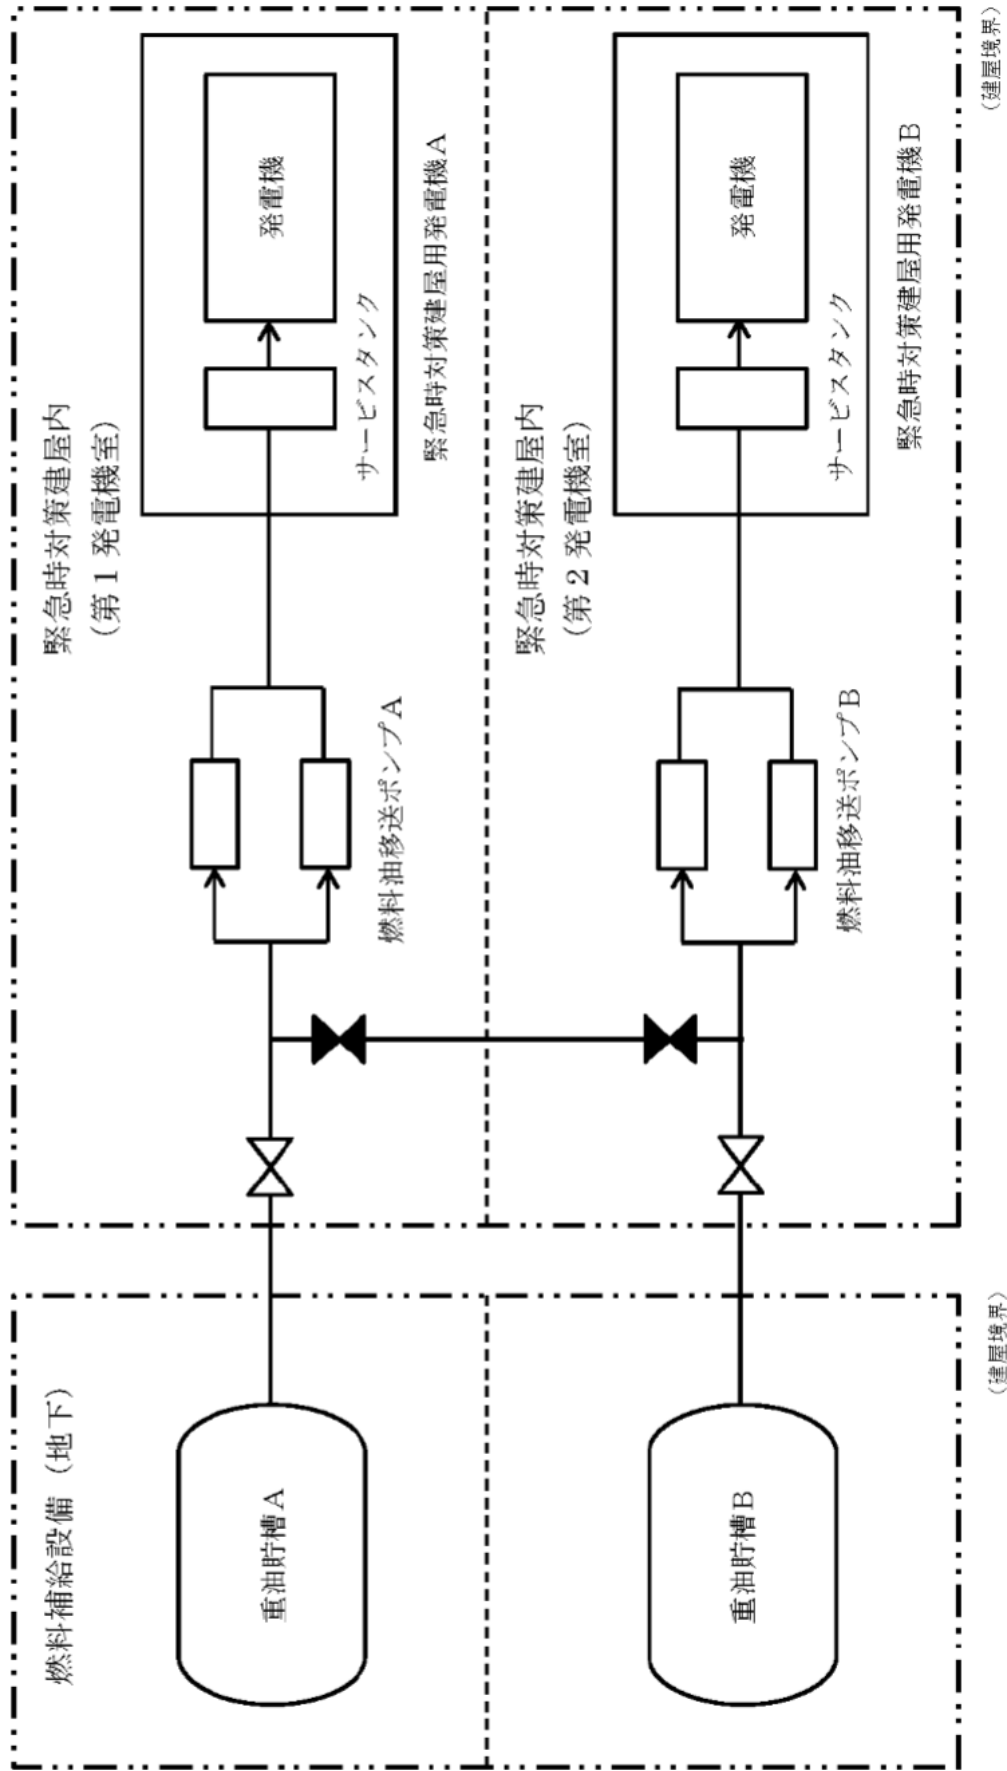 燃料補給設備（地下）
重油貯槽A
重油貯槽B
（建屋境界）
緊急時対策建屋内
（第１発電機室）
燃料油移送ポンプA
サービスタンク
発電機
緊急時対策建屋用発電機A
緊急時対策建屋内
（第２発電機室）
燃料油移送ポンプB
サービスタンク
発電機
緊急時対策建屋用発電機B
（建屋境界）